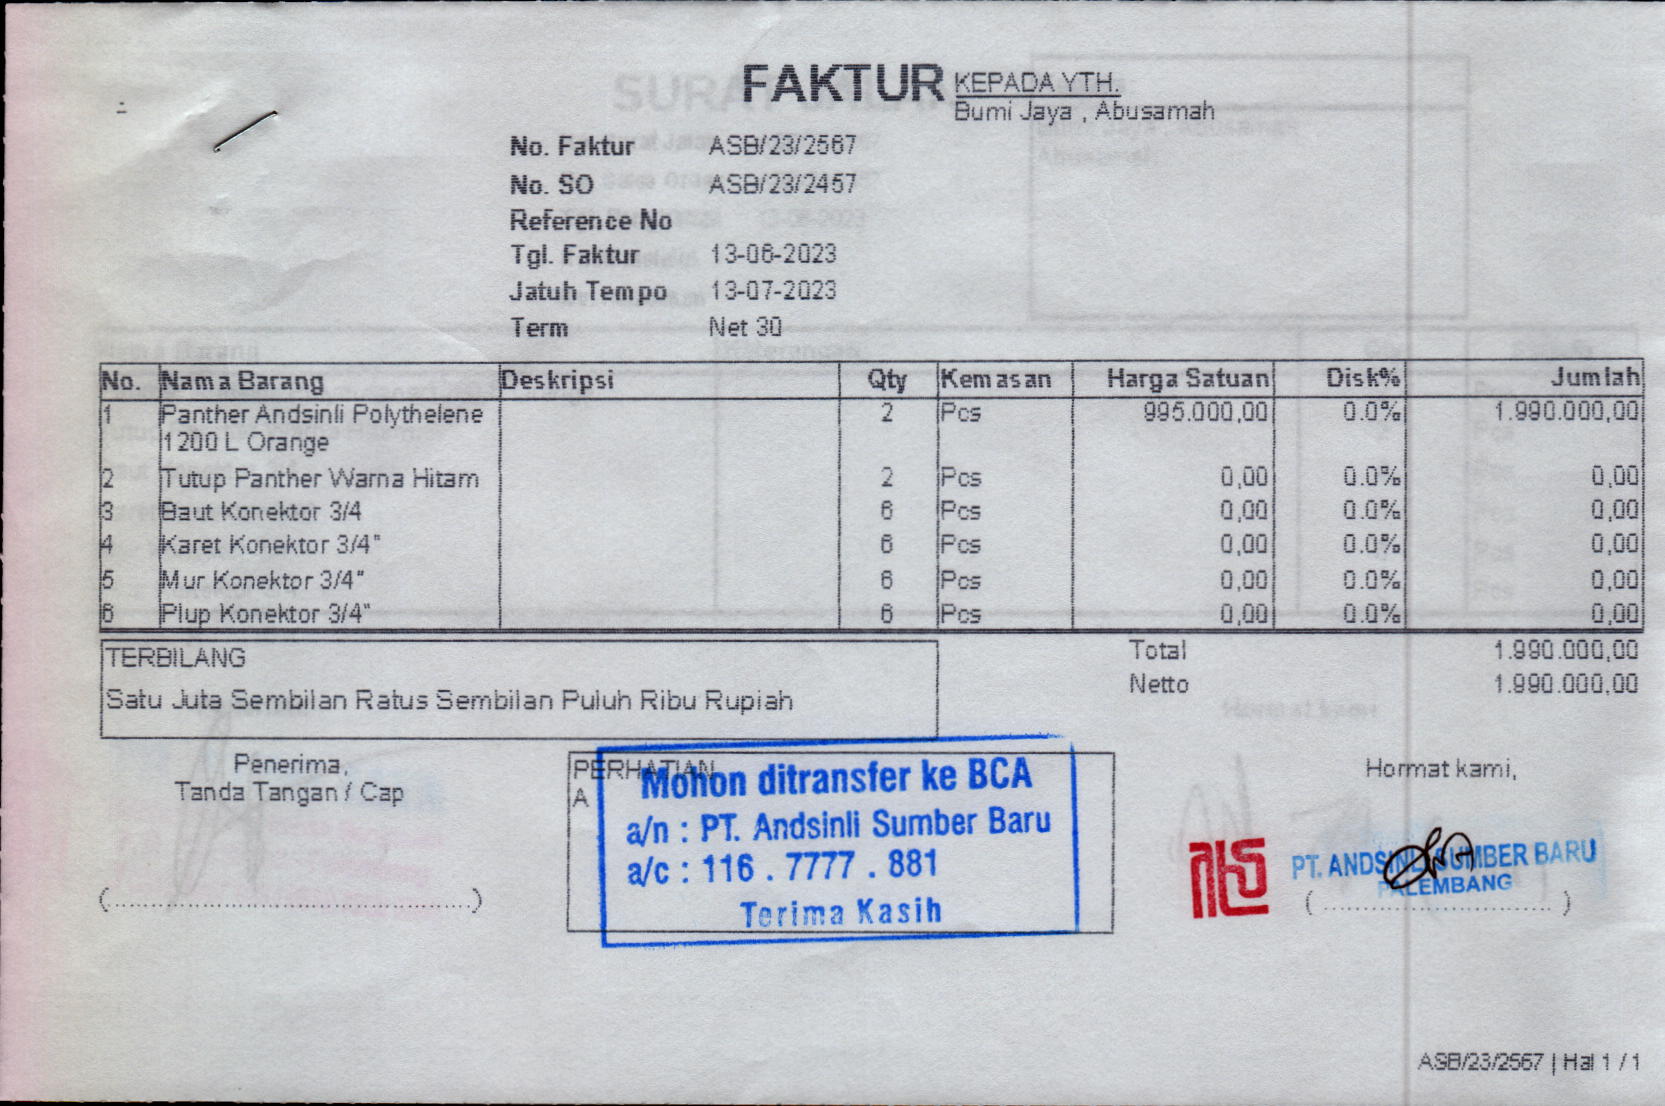 FAKTUR
KEPADA YTH.
Bumi Jaya , Abusamah
No. Faktur ASB/23/2567
No. SO ASB/23/2457
Reference No
Tgl. Faktur 13-06-2023
Jatuh Tempo 13-07-2023
Term Net 30
No. Nama Barang Deskripsi Qty Kemasan Harga Satuan Disk% Jumlah
1 Panther Andsinli Polythelene 2 Pcs 995.000,00 0.0% 1.990.000,00
1200 L Orange
2 Tutup Panther Warna Hitam 2 Pcs 0,00 0.0% 0,00
3 Baut Konektor 3/4 6 Pcs 0,00 0.0% 0,00
4 Karet Konektor 3/4" 6 Pcs 0,00 0.0% 0,00
5 Mur Konektor 3/4" 6 Pcs 0,00 0.0% 0,00
6 Plup Konektor 3/4" 6 Pcs 0,00 0.0% 0,00
TERBILANG
Satu Juta Sembilan Ratus Sembilan Puluh Ribu Rupiah
Total 1.990.000,00
Netto 1.990.000,00
Penerima,
Tanda Tangan / Cap
(..............................................)
PERHATIAN
A
Mohon ditransfer ke BCA
a/n : PT. Andsinli Sumber Baru
a/c : 116 . 7777 . 881
Terima Kasih
Hormat kami,
PT. ANDSINLI SUMBER BARU
PALEMBANG
( ............................. )
ASB/23/2567 | Hal 1 / 1